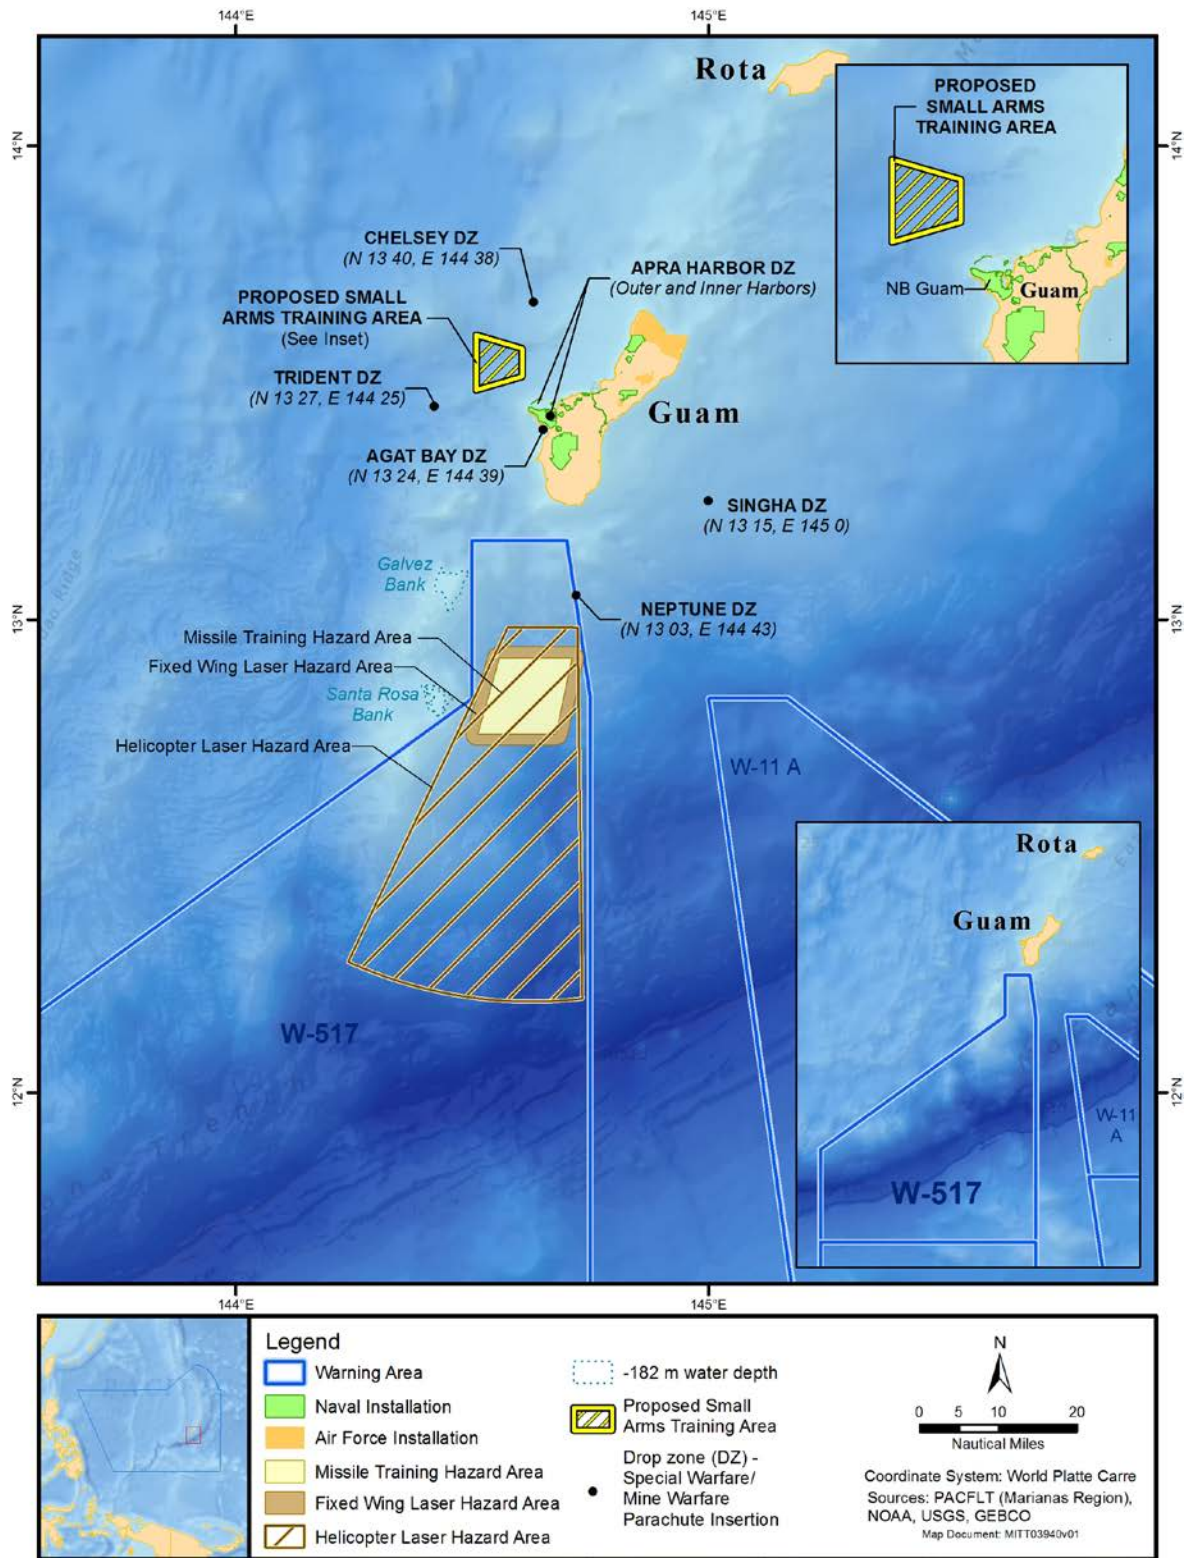 144°E
145°E
14°N
14°N
Rota
PROPOSED
SMALL ARMS
TRAINING AREA
NB Guam
Guam
CHELSEY DZ
(N 13 40, E 144 38)
APRA HARBOR DZ
(Outer and Inner Harbors)
PROPOSED SMALL
ARMS TRAINING AREA
(See Inset)
TRIDENT DZ
(N 13 27, E 144 25)
Guam
AGAT BAY DZ
(N 13 24, E 144 39)
SINGHA DZ
(N 13 15, E 145 0)
Galvez
Bank
13°N
13°N
NEPTUNE DZ
(N 13 03, E 144 43)
Missile Training Hazard Area
Fixed Wing Laser Hazard Area
Santa Rosa
Bank
Helicopter Laser Hazard Area
W-11 A
W-517
12°N
12°N
Rota
Guam
W-11
A
W-517
144°E
145°E
Legend
Warning Area
Naval Installation
Air Force Installation
Missile Training Hazard Area
Fixed Wing Laser Hazard Area
Helicopter Laser Hazard Area
-182 m water depth
Proposed Small
Arms Training Area
Drop zone (DZ) -
Special Warfare/
Mine Warfare
Parachute Insertion
N
0 5 10 20
Nautical Miles
Coordinate System: World Platte Carre
Sources: PACFLT (Marianas Region),
NOAA, USGS, GEBCO
Map Document: MITT03940v01